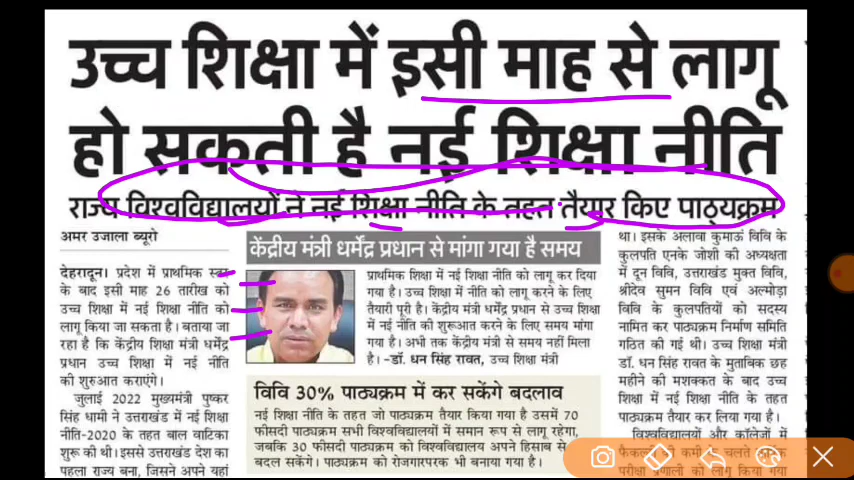 उच्च शिक्षा में इसी माह से लागू
हो सकती है नई शिक्षा नीति
राज्य विश्वविद्यालयों ने नई शिक्षा नीति के तहत तैयार किए पाठ्यक्रम
अमर उजाला ब्यूरो
देहरादून। प्रदेश में प्राथमिक स्तर
के बाद इसी माह 26 तारीख को
उच्च शिक्षा में नई शिक्षा नीति को
लागू किया जा सकता है। बताया जा
रहा है कि केंद्रीय शिक्षा मंत्री धर्मेंद्र
प्रधान उच्च शिक्षा में नई शिक्षा नीति
की शुरुआत कराएंगे।
जुलाई 2022 मुख्यमंत्री पुष्कर
सिंह धामी ने उत्तराखंड में नई शिक्षा
नीति-2020 के तहत बाल वाटिका
शुरू की थी। इससे उत्तराखंड देश का
पहला राज्य बना, जिसने अपने यहां
केंद्रीय मंत्री धर्मेंद्र प्रधान से मांगा गया है समय
प्राथमिक शिक्षा में नई शिक्षा नीति को लागू कर दिया
गया है। उच्च शिक्षा में नीति को लागू करने के लिए
तैयारी पूरी है। केंद्रीय मंत्री धर्मेंद्र प्रधान से उच्च शिक्षा
में नई नीति की शुरूआत करने के लिए समय मांगा
गया है। अभी तक केंद्रीय मंत्री से समय नहीं मिला
है। -डॉ. धन सिंह रावत, उच्च शिक्षा मंत्री
विवि 30% पाठ्यक्रम में कर सकेंगे बदलाव
नई शिक्षा नीति के तहत जो पाठ्यक्रम तैयार किया गया है उसमें 70
फीसदी पाठ्यक्रम सभी विश्वविद्यालयों में समान रूप से लागू रहेगा,
जबकि 30 फीसदी पाठ्यक्रम को विश्वविद्यालय अपने हिसाब से
बदल सकेंगे। पाठ्यक्रम को रोजगारपरक भी बनाया गया है।
था। इसके अलावा कुमाऊं विवि के
कुलपति एनके जोशी की अध्यक्षता
में दून विवि, उत्तराखंड मुक्त विवि,
श्रीदेव सुमन विवि एवं अल्मोड़ा
विवि के कुलपतियों को सदस्य
नामित कर पाठ्यक्रम निर्माण समिति
गठित की गई थी। उच्च शिक्षा मंत्री
डॉ. धन सिंह रावत के मुताबिक छह
महीने की मशक्कत के बाद उच्च
शिक्षा में नई शिक्षा नीति के तहत
पाठ्यक्रम तैयार कर लिया गया है।
विश्वविद्यालयों और कॉलेजों में
की कमी के चलते
परीक्षा प्रणाली को लागू किया गया